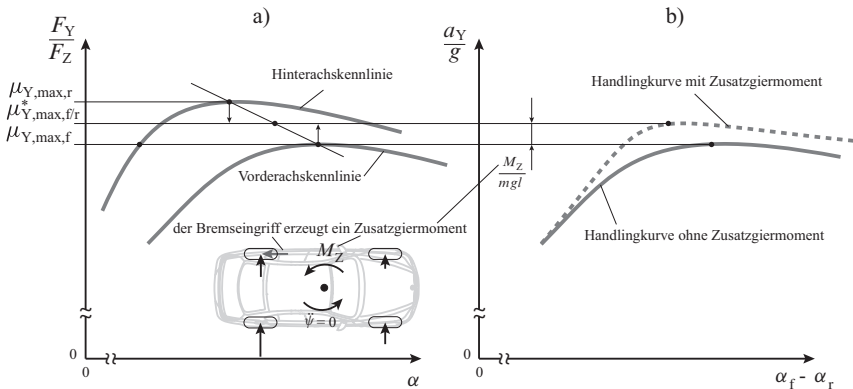 a)
b)
F_Y
F_Z
a_Y
g
Hinterachskennlinie
μ_Y,max,r
μ*_Y,max,f/r
μ_Y,max,f
Handlingkurve mit Zusatzgiermoment
Vorderachskennlinie
M_Z
mgl
der Bremseingriff erzeugt ein Zusatzgiermoment
Handlingkurve ohne Zusatzgiermoment
M_Z
ψ̈=0
0
0
0
α
0
α_f - α_r